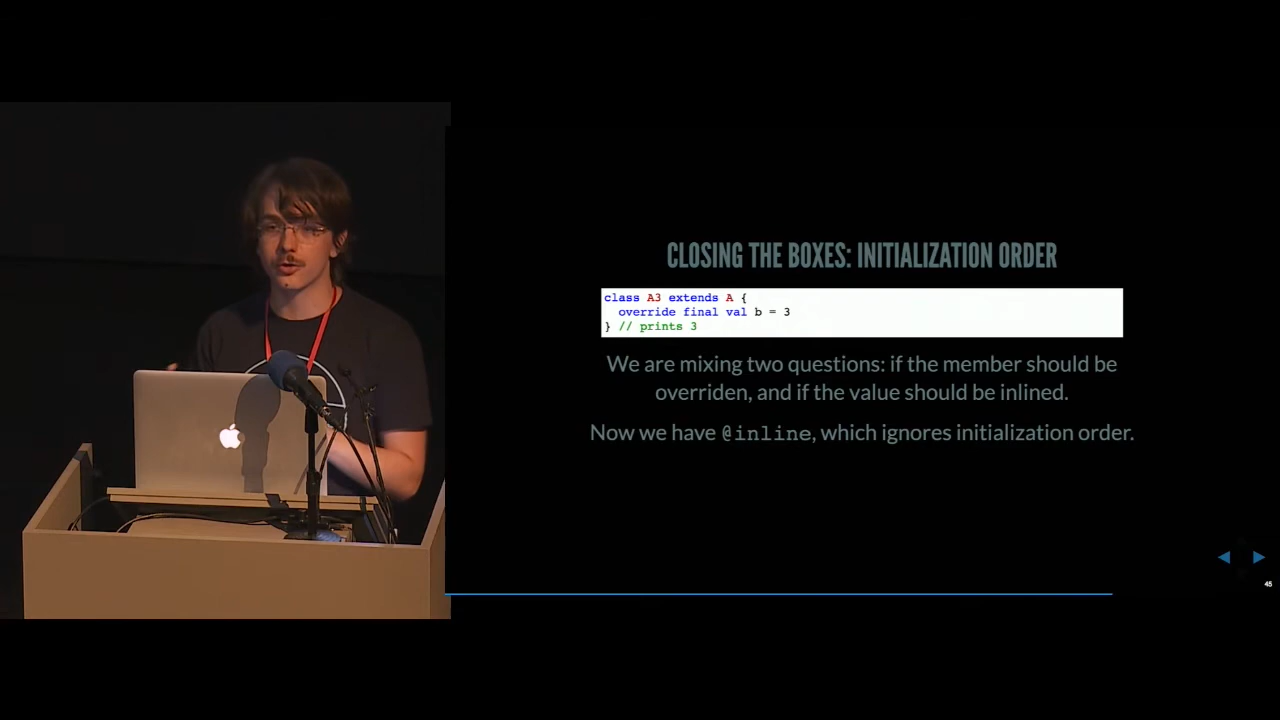 CLOSING THE BOXES: INITIALIZATION ORDER
class A3 extends A {
override final val b = 3
} // prints 3
We are mixing two questions: if the member should be
overriden, and if the value should be inlined.
Now we have @inline, which ignores initialization order.
45